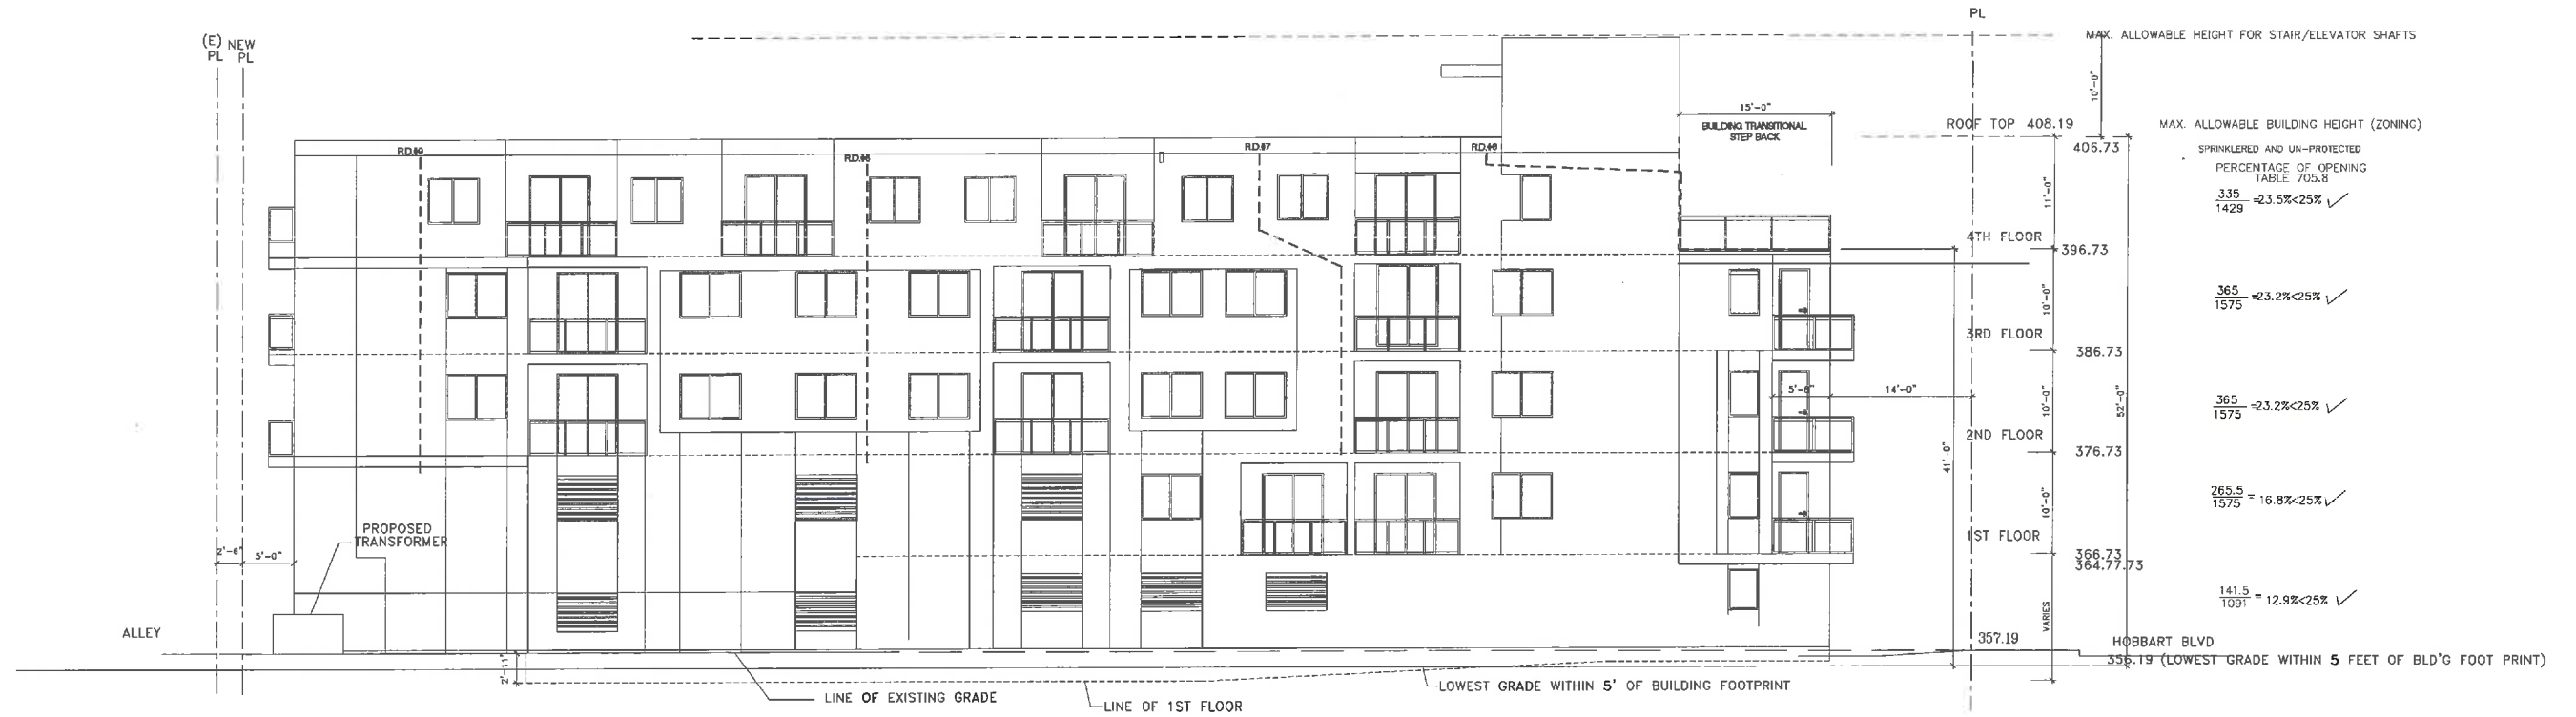 PL
(E) NEW
PL PL
MAX. ALLOWABLE HEIGHT FOR STAIR/ELEVATOR SHAFTS
10'-0"
15'-0"
BUILDING TRANSITIONAL
STEP BACK
ROOF TOP 408.19
MAX. ALLOWABLE BUILDING HEIGHT (ZONING)
406.73
SPRINKLERED AND UN-PROTECTED
PERCENTAGE OF OPENING
TABLE 705.8
335
1429 =23.5%<25%
R.D.#7
11'-0"
4TH FLOOR
396.73
365
1575 =23.2%<25%
10'-0"
3RD FLOOR
386.73
5'-8"
14'-0"
10'-0"
52'-0"
365
1575 =23.2%<25%
2ND FLOOR
376.73
41'-0"
265.5
1575 = 16.8%<25%
10'-0"
PROPOSED
TRANSFORMER
1ST FLOOR
2'-6"
5'-0"
366.73
364.77.73
141.5
1091 = 12.9%<25%
VARIES
ALLEY
357.19
HOBBART BLVD
356.19 (LOWEST GRADE WITHIN 5 FEET OF BLD'G FOOT PRINT)
2'-11"
LINE OF EXISTING GRADE
LINE OF 1ST FLOOR
LOWEST GRADE WITHIN 5' OF BUILDING FOOTPRINT